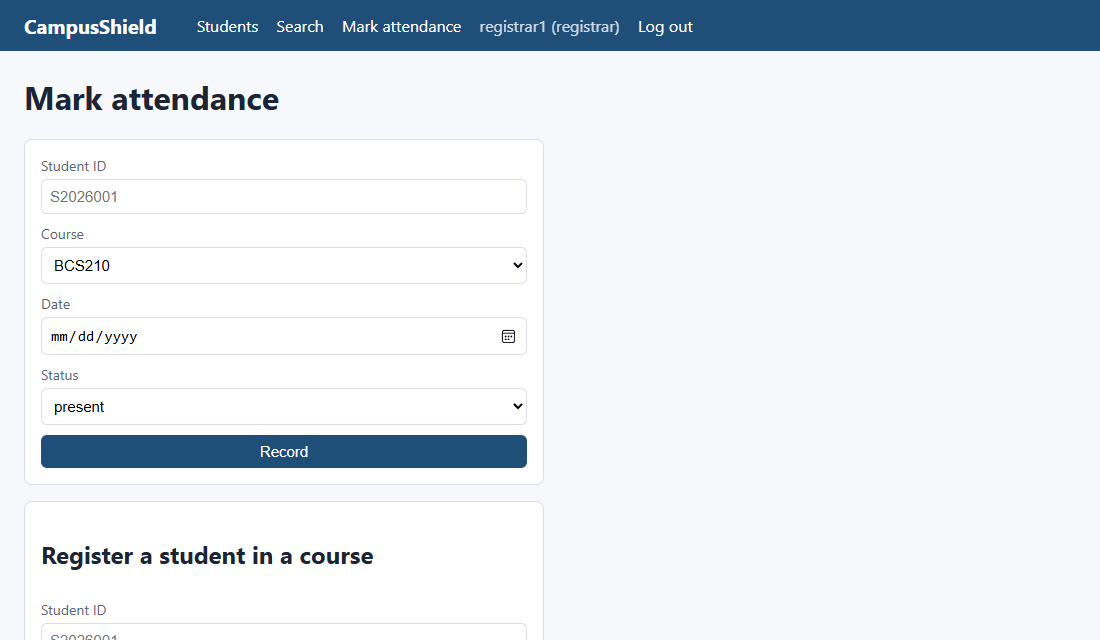 CampusShield Students Search Mark attendance registrar1 (registrar) Log out
Mark attendance
Student ID
S2026001
Course
BCS210
Date
mm/dd/yyyy
Status
present
Record
Register a student in a course
Student ID
S2026001